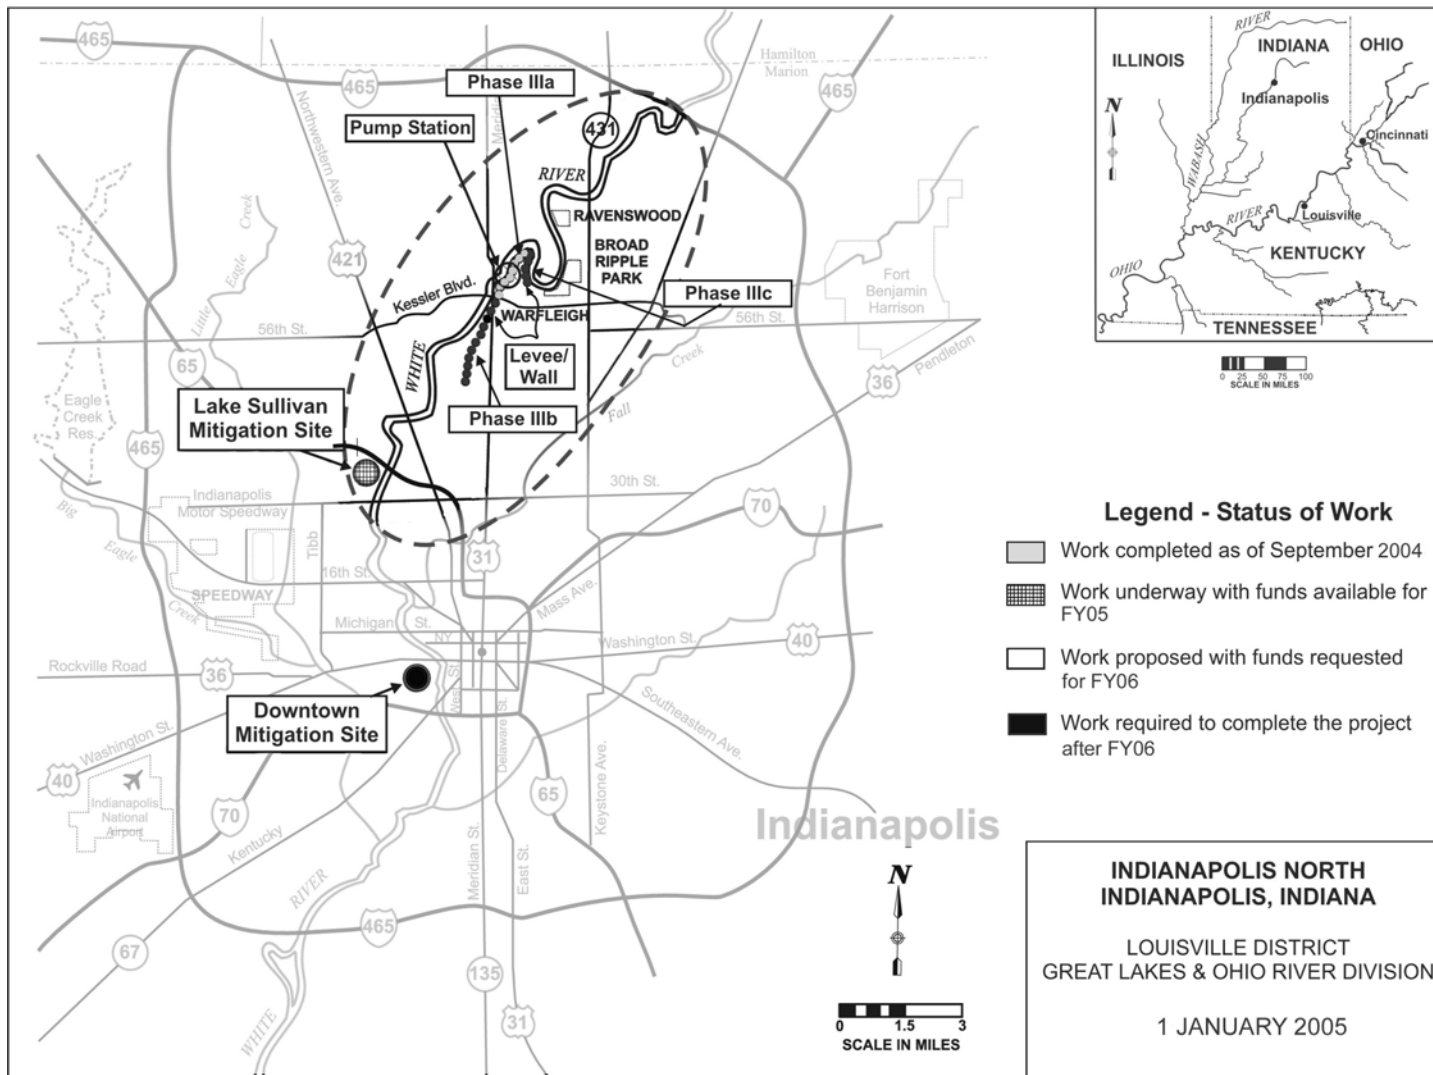 465
465
465
Hamilton
Marion
Phase IIIa
Pump Station
Northwestern Ave.
Meridi
431
RIVER
RAVENSWOOD
BROAD
RIPPLE
PARK
Little Eagle Creek
421
Kessler Blvd.
Phase IIIc
WARFLEIGH
Fort
Benjamin
Harrison
56th St.
56th St.
Pendleton
WHITE
Levee/
Wall
Creek
Fall
65
36
Eagle
Creek
Res.
Lake Sullivan
Mitigation Site
Phase IIIb
465
30th St.
Indianapolis
Motor Speedway
70
Big
Eagle
Creek
Tibb
31
16th St.
SPEEDWAY
Mass Ave.
Michigan St.
NY
Washington St.
40
Rockville Road
36
West St.
Southeastern Ave.
Downtown
Mitigation Site
Washington St.
Delaware St.
40
Indianapolis
National
Airport
70
65
Keystone Ave.
Kentucky
Meridian St.
East St.
Indianapolis
RIVER
465
67
135
31
WHITE
N
0 1.5 3
SCALE IN MILES
RIVER
ILLINOIS
INDIANA
OHIO
N
Indianapolis
Cincinnati
WABASH
RIVER
Louisville
KENTUCKY
OHIO
TENNESSEE
0 25 50 75 100
SCALE IN MILES
Legend - Status of Work
Work completed as of September 2004
Work underway with funds available for
FY05
Work proposed with funds requested
for FY06
Work required to complete the project
after FY06
INDIANAPOLIS NORTH
INDIANAPOLIS, INDIANA
LOUISVILLE DISTRICT
GREAT LAKES & OHIO RIVER DIVISION
1 JANUARY 2005